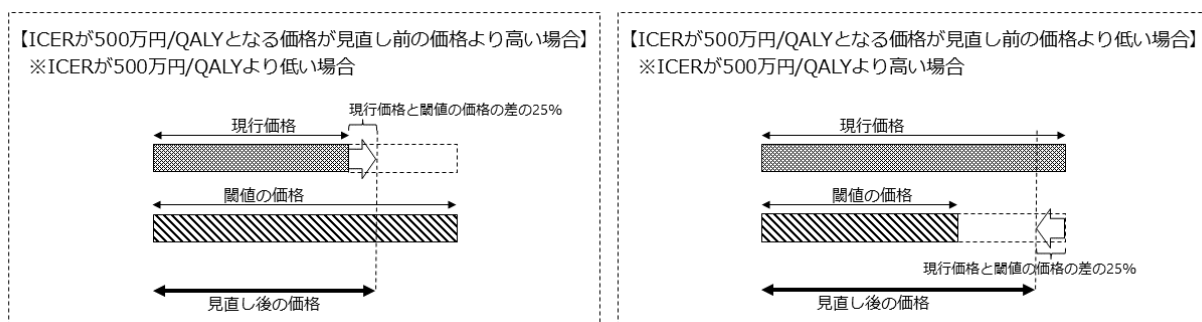 【ICERが500万円/QALYとなる価格が見直し前の価格より高い場合】
※ICERが500万円/QALYより低い場合
現行価格と閾値の価格の差の25%
現行価格
閾値の価格
見直し後の価格
【ICERが500万円/QALYとなる価格が見直し前の価格より低い場合】
※ICERが500万円/QALYより高い場合
現行価格
閾値の価格
現行価格と閾値の価格の差の25%
見直し後の価格